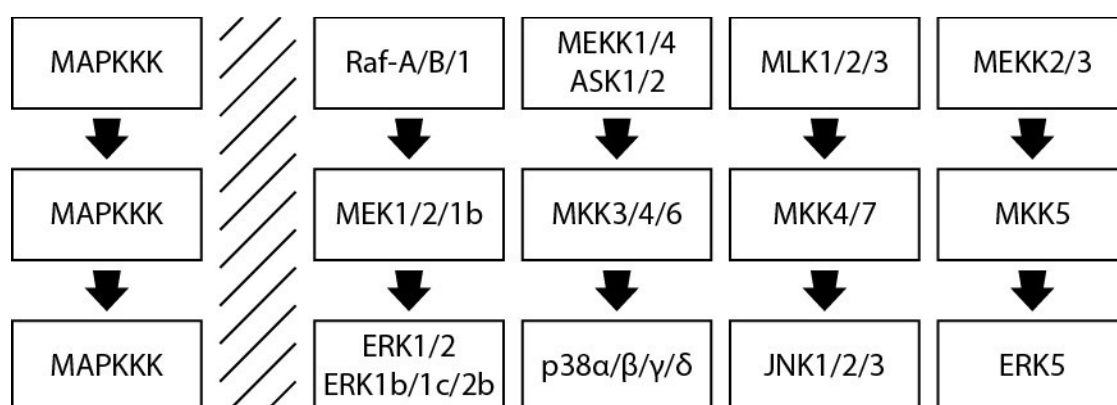 MAPKKK
Raf-A/B/1
MEKK1/4
ASK1/2
MLK1/2/3
MEKK2/3
MAPKKK
MEK1/2/1b
MKK3/4/6
MKK4/7
MKK5
MAPKKK
ERK1/2
ERK1b/1c/2b
p38α/β/γ/δ
JNK1/2/3
ERK5